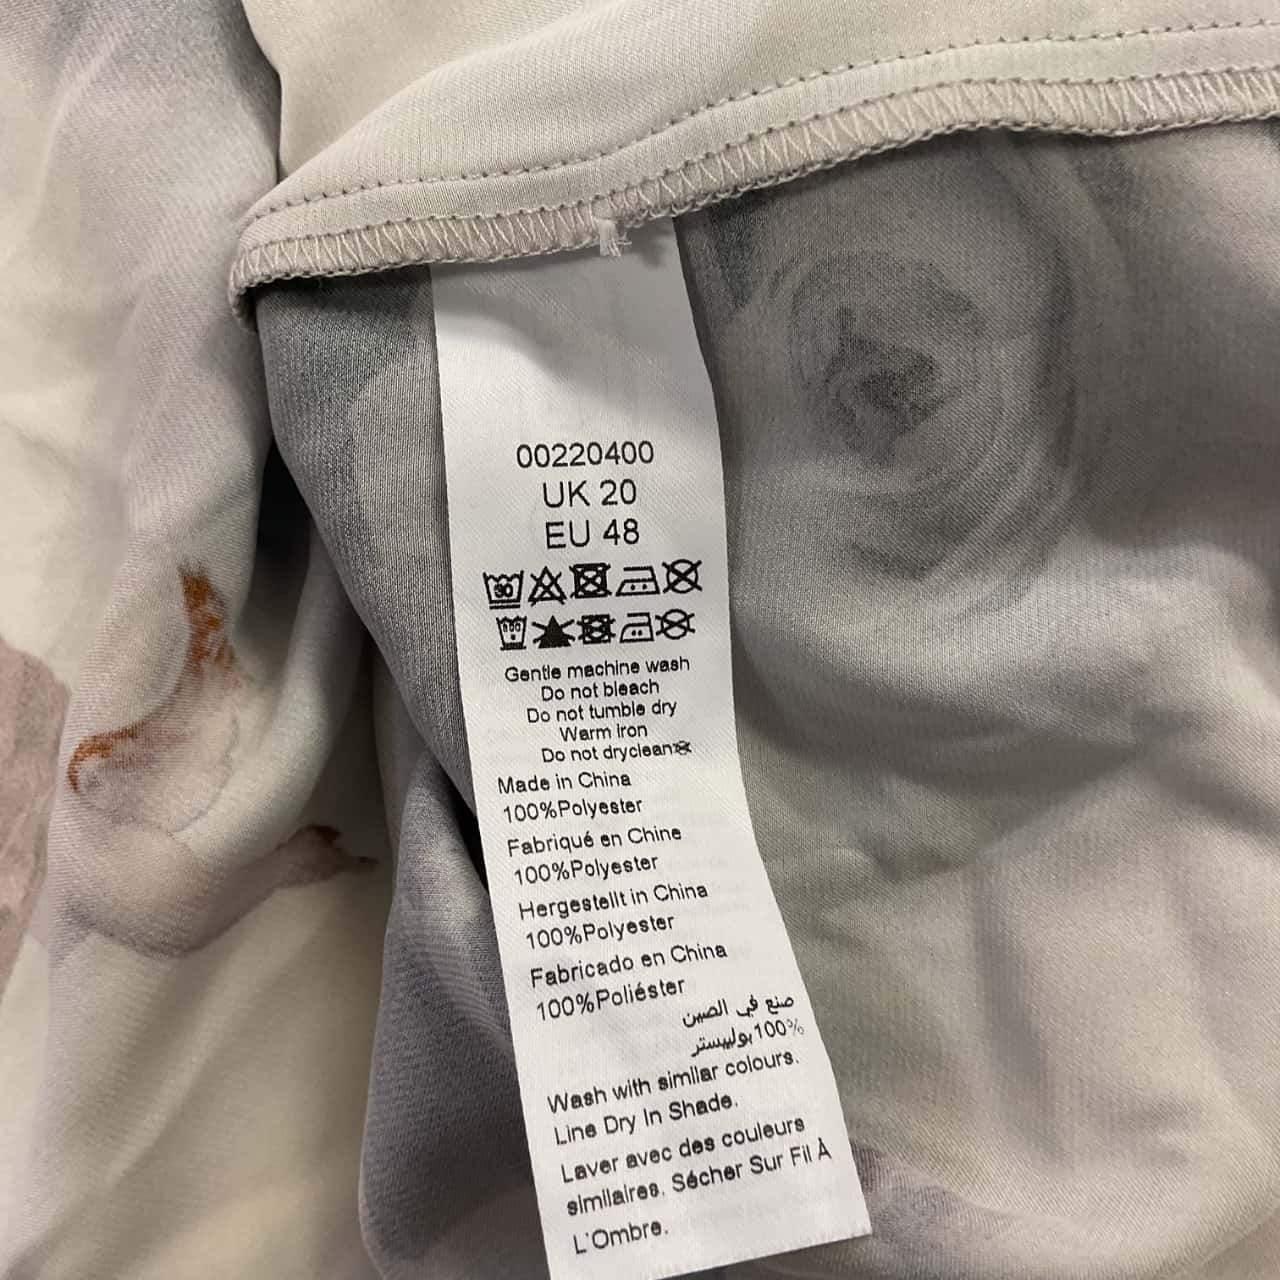 00220400
UK 20
EU 48
30
Gentle machine wash
Do not bleach
Do not tumble dry
Warm Iron
Do not dryclean
Made in China
100%Polyester
Fabriqué en Chine
100%Polyester
Hergestellt in China
100%Polyester
Fabricado en China
100%Poliéster
صنع في الصين
100%بوليستر
Wash with similar colours.
Line Dry In Shade.
Laver avec des couleurs
similaires. Sécher Sur Fil À
L'Ombre.